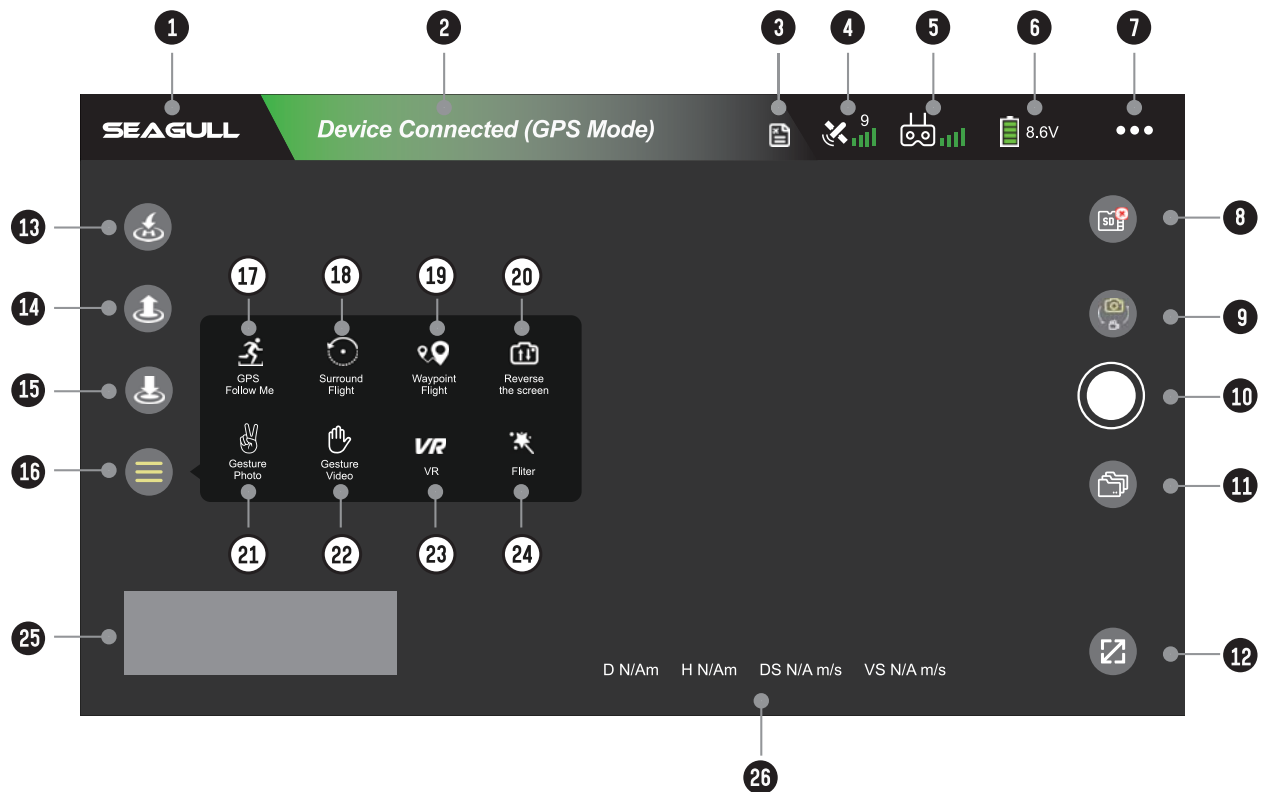 1 2 3 4 5 6 7
SEAGULL Device Connected (GPS Mode) 9 8.6V
13 SD 8
17 18 19 20
14 9
GPS Follow Me
Surround Flight
Waypoint Flight
Reverse the screen
15 10
Gesture Photo
Gesture Video
VR
VR
Fliter
16 11
21 22 23 24
25
D N/Am H N/Am DS N/A m/s VS N/A m/s
12
26